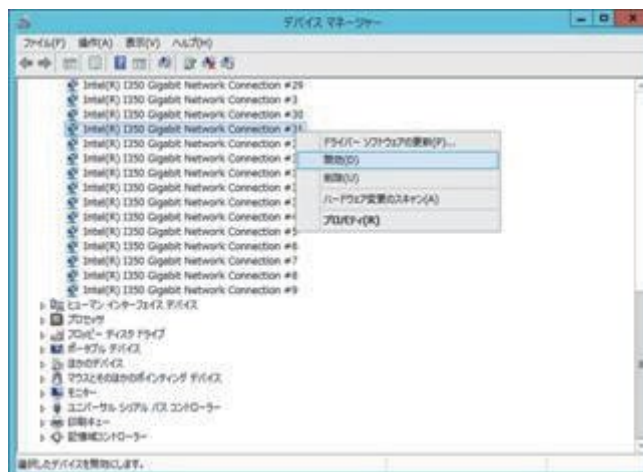 デバイス マネージャー
ファイル(F) 操作(A) 表示(V) ヘルプ(H)
Intel(R) I350 Gigabit Network Connection #29
Intel(R) I350 Gigabit Network Connection #3
Intel(R) I350 Gigabit Network Connection #30
Intel(R) I350 Gigabit Network Connection #31
Intel(R) I350 Gigabit Network Connection
ドライバー ソフトウェアの更新(P)...
Intel(R) I350 Gigabit Network Connection
無効(D)
Intel(R) I350 Gigabit Network Connection
削除(U)
Intel(R) I350 Gigabit Network Connection
ハードウェア変更のスキャン(A)
Intel(R) I350 Gigabit Network Connection
プロパティ(R)
Intel(R) I350 Gigabit Network Connection #4
Intel(R) I350 Gigabit Network Connection #5
Intel(R) I350 Gigabit Network Connection #6
Intel(R) I350 Gigabit Network Connection #7
Intel(R) I350 Gigabit Network Connection #8
Intel(R) I350 Gigabit Network Connection #9
ヒューマン インターフェイス デバイス
プロセッサ
フロッピー ディスク ドライブ
ポータブル デバイス
ほかのデバイス
マウスとそのほかのポインティング デバイス
モニター
ユニバーサル シリアル バス コントローラー
印刷キュー
記憶域コントローラー
選択したデバイスを無効にします。